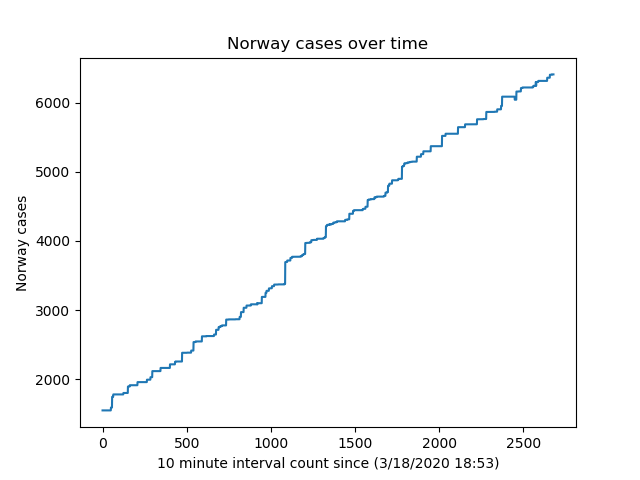 Norway cases over time
6000
5000
4000
3000
2000
Norway cases
0 500 1000 1500 2000 2500
10 minute interval count since (3/18/2020 18:53)